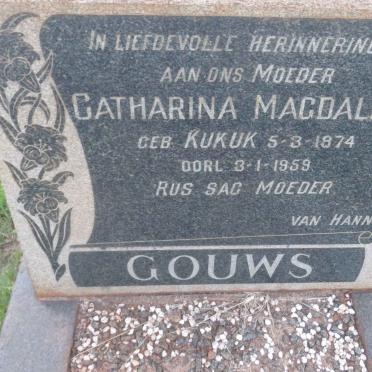 IN LIEFDEVOLLE HERINNERING
AAN ONS MOEDER
CATHARINA MAGDAL
GEB KUKUK 5-3-1874
OORL 3-1-1959
RUS SAG MOEDER
VAN HANN
GOUWS